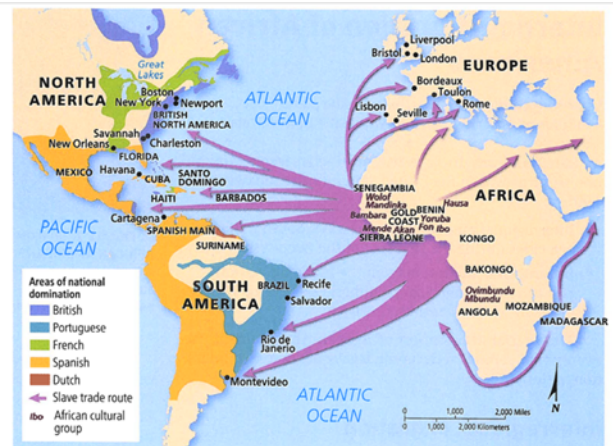 Liverpool
Bristol
London
EUROPE
Great
Lakes
Bordeaux
Toulon
Rome
NORTH
AMERICA
Boston
New York
Newport
ATLANTIC
OCEAN
Lisbon
Seville
BRITISH
NORTH AMERICA
Savannah
Charleston
New Orleans
FLORIDA
Havana
MEXICO
CUBA
SANTO
DOMINGO
HAITI
BARBADOS
SENEGAMBIA
Wolof
Mandinka
Bambara
GOLD
COAST
BENIN
Hausa
Yoruba
Fon Ibo
Mende Akan
SIERRA LEONE
AFRICA
PACIFIC
OCEAN
Cartagena
SPANISH MAIN
SURINAME
KONGO
BAKONGO
Ovimbundu
Mbundu
ANGOLA
MOZAMBIQUE
MADAGASCAR
SOUTH
AMERICA
BRAZIL
Recife
Salvador
Rio de
Janerio
Montevideo
ATLANTIC
OCEAN
Areas of national
domination
British
Portuguese
French
Spanish
Dutch
Slave trade route
Ibo African cultural
group
N
0 1,000 2,000 Miles
0 1,000 2,000 Kilometers